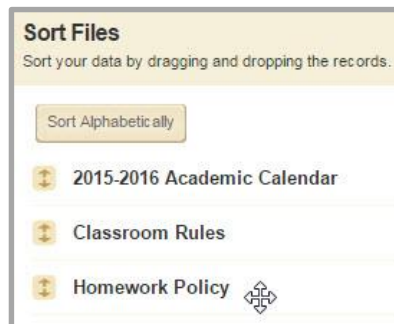 Sort Files
Sort your data by dragging and dropping the records.
Sort Alphabetically
2015-2016 Academic Calendar
Classroom Rules
Homework Policy